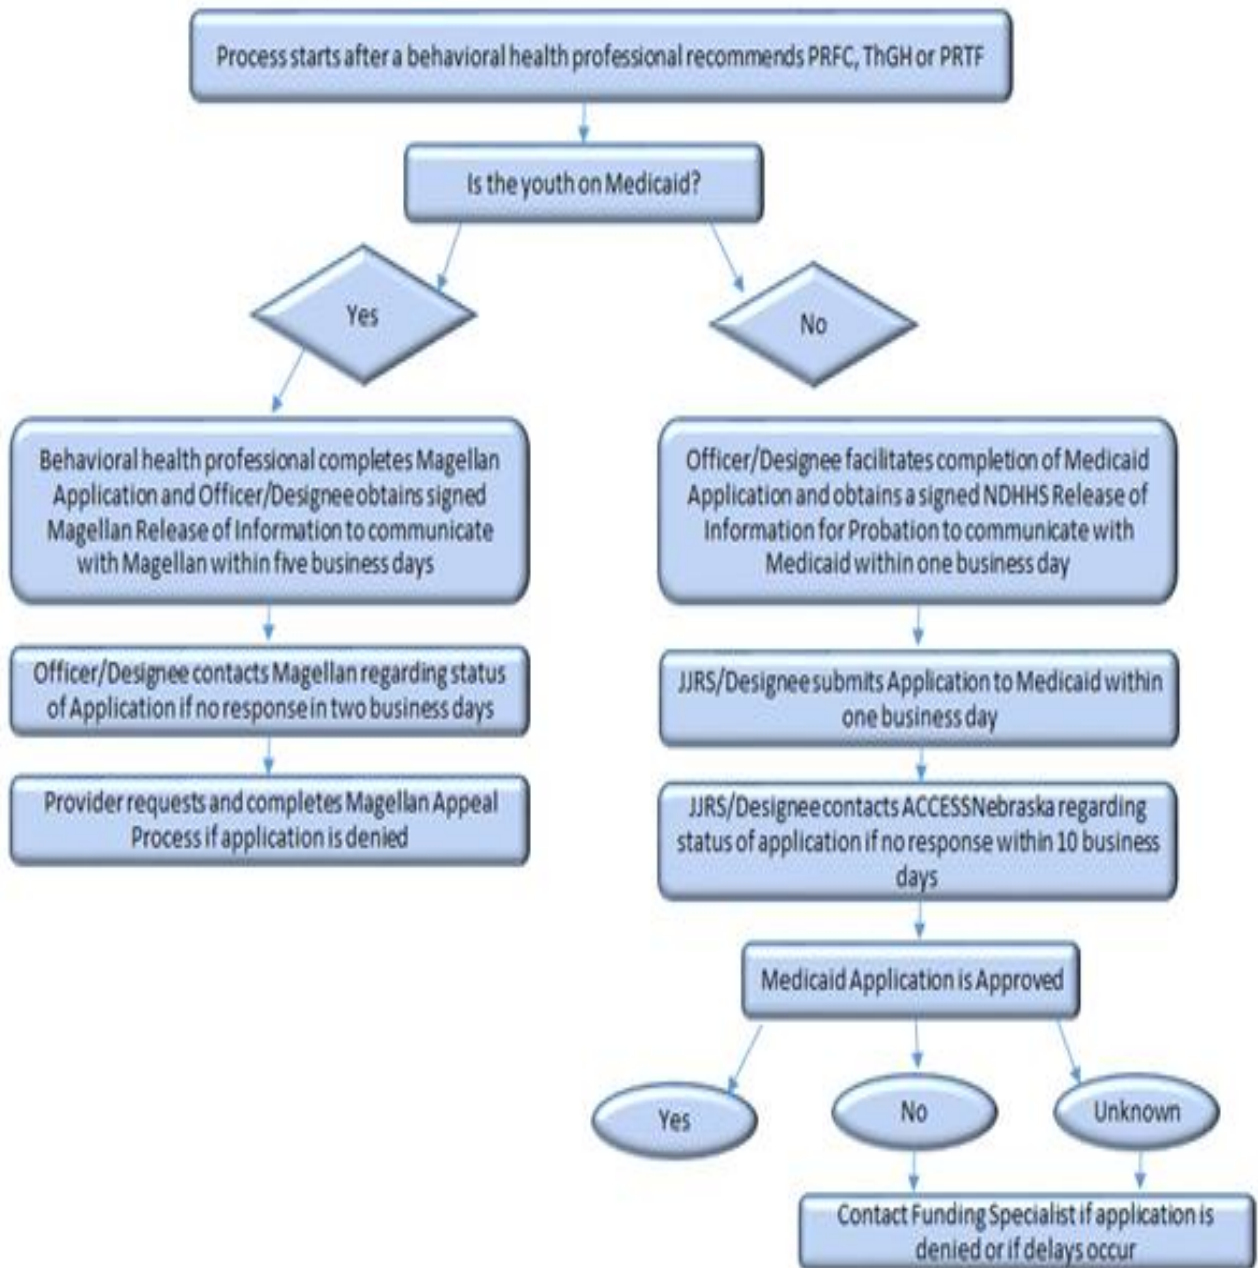 Process starts after a behavioral health professional recommends PRFC, ThGH or PRTF
Is the youth on Medicaid?
Yes
No
Behavioral health professional completes Magellan
Application and Officer/Designee obtains signed
Magellan Release of Information to communicate
with Magellan within five business days
Officer/Designee contacts Magellan regarding status
of Application if no response in two business days
Provider requests and completes Magellan Appeal
Process if application is denied
Officer/Designee facilitates completion of Medicaid
Application and obtains a signed NDHHS Release of
Information for Probation to communicate with
Medicaid within one business day
JJRS/Designee submits Application to Medicaid within
one business day
JJRS/Designee contacts ACCESSNebraska regarding
status of application if no response within 10 business
days
Medicaid Application is Approved
Yes
No
Unknown
Contact Funding Specialist if application is
denied or if delays occur